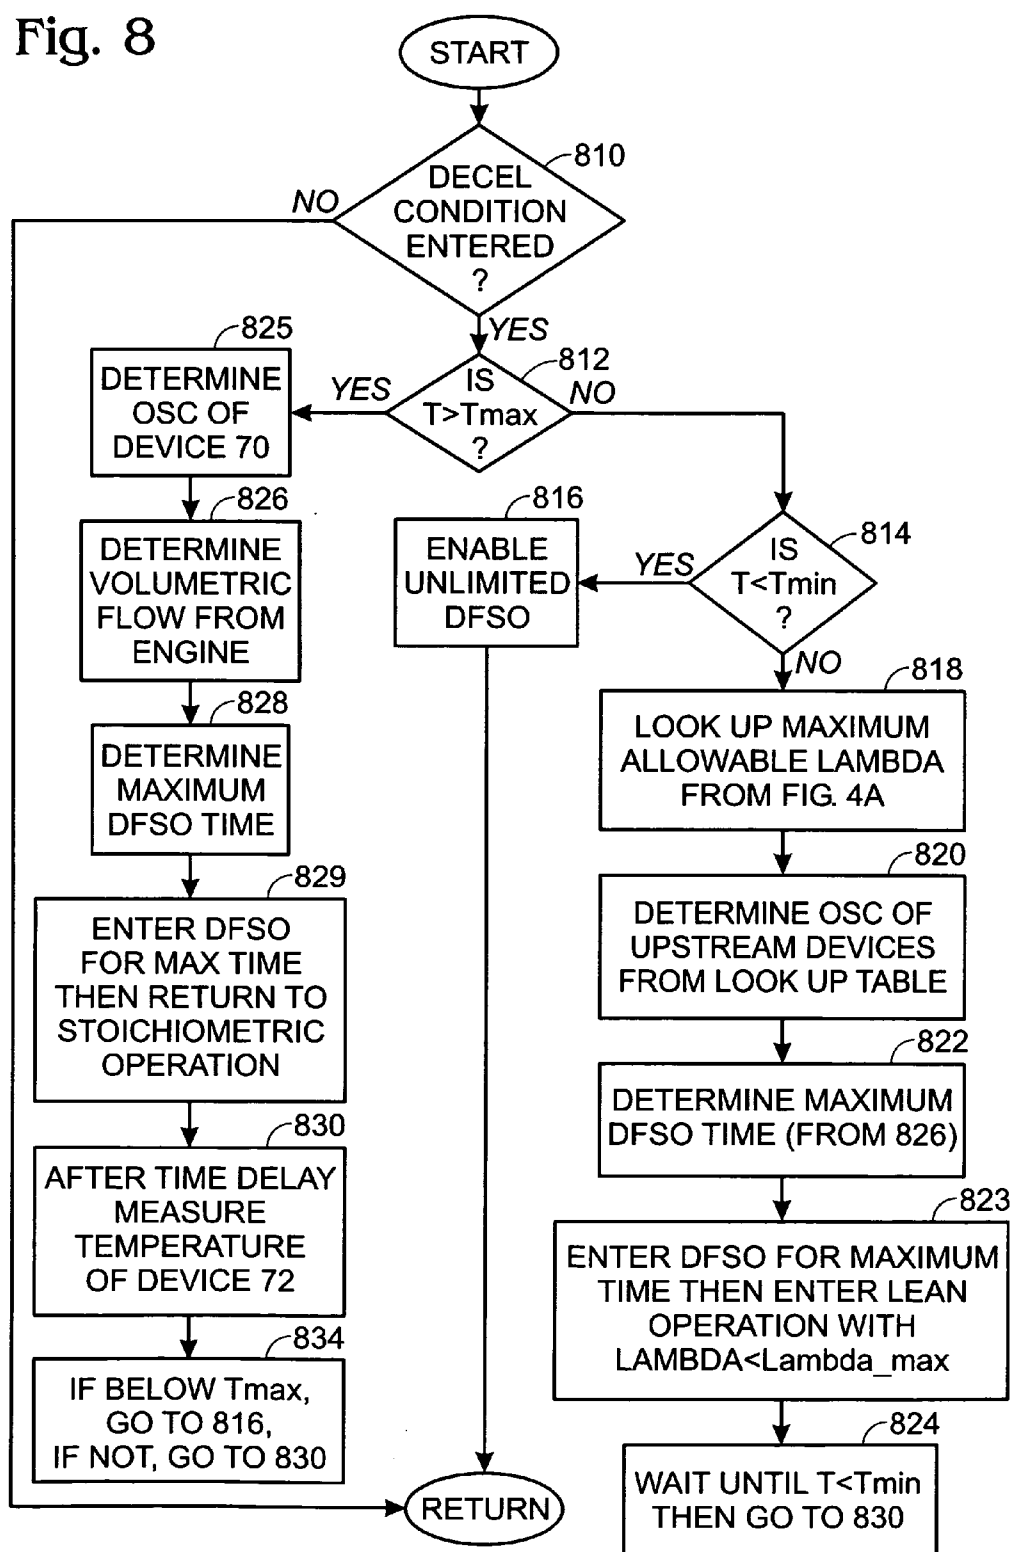 Fig. 8
START
810
DECEL
CONDITION
ENTERED
?
NO
YES
812
IS
T>Tmax
?
YES
NO
825
DETERMINE
OSC OF
DEVICE 70
826
DETERMINE
VOLUMETRIC
FLOW FROM
ENGINE
828
DETERMINE
MAXIMUM
DFSO TIME
829
ENTER DFSO
FOR MAX TIME
THEN RETURN TO
STOICHIOMETRIC
OPERATION
830
AFTER TIME DELAY
MEASURE
TEMPERATURE
OF DEVICE 72
834
IF BELOW Tmax,
GO TO 816,
IF NOT, GO TO 830
816
ENABLE
UNLIMITED
DFSO
814
IS
T<Tmin
?
YES
NO
818
LOOK UP MAXIMUM
ALLOWABLE LAMBDA
FROM FIG. 4A
820
DETERMINE OSC OF
UPSTREAM DEVICES
FROM LOOK UP TABLE
822
DETERMINE MAXIMUM
DFSO TIME (FROM 826)
823
ENTER DFSO FOR MAXIMUM
TIME THEN ENTER LEAN
OPERATION WITH
LAMBDA<Lambda_max
824
WAIT UNTIL T<Tmin
THEN GO TO 830
RETURN